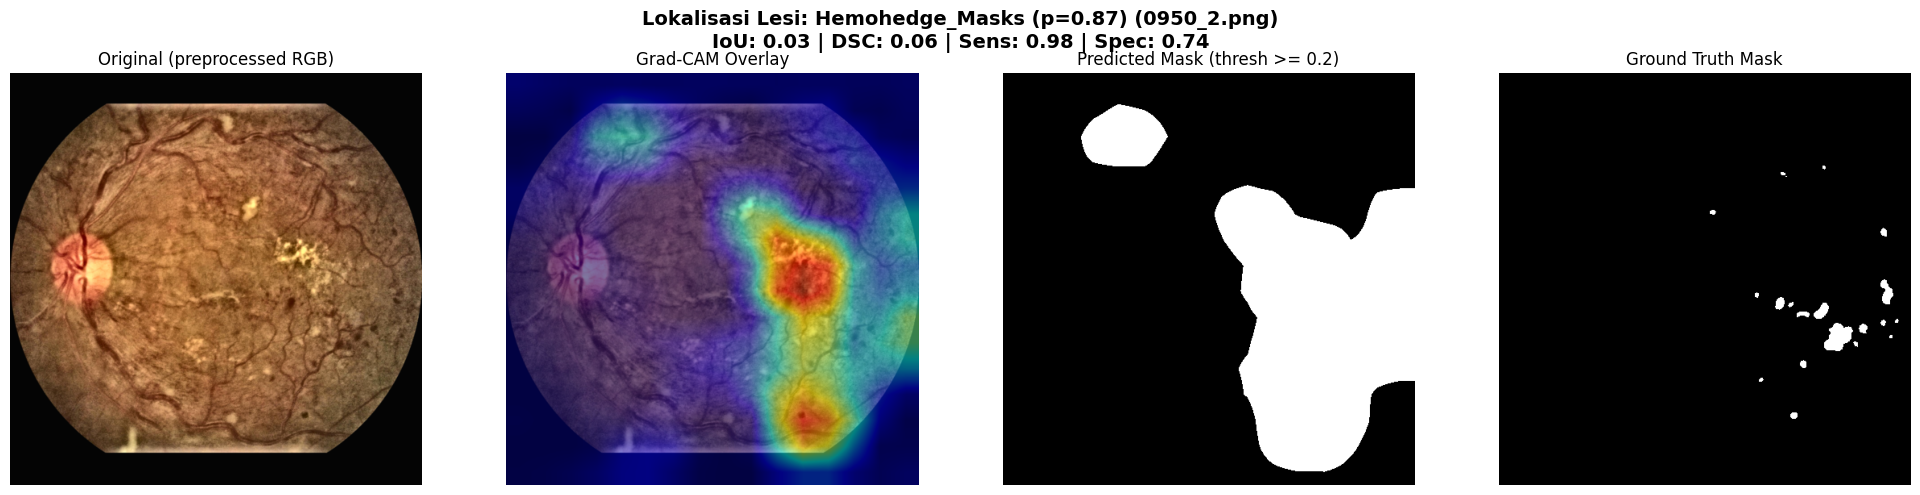 Lokalisasi Lesi: Hemohedge_Masks (p=0.87) (0950_2.png)
IoU: 0.03 | DSC: 0.06 | Sens: 0.98 | Spec: 0.74
Original (preprocessed RGB)
Grad-CAM Overlay
Predicted Mask (thresh >= 0.2)
Ground Truth Mask